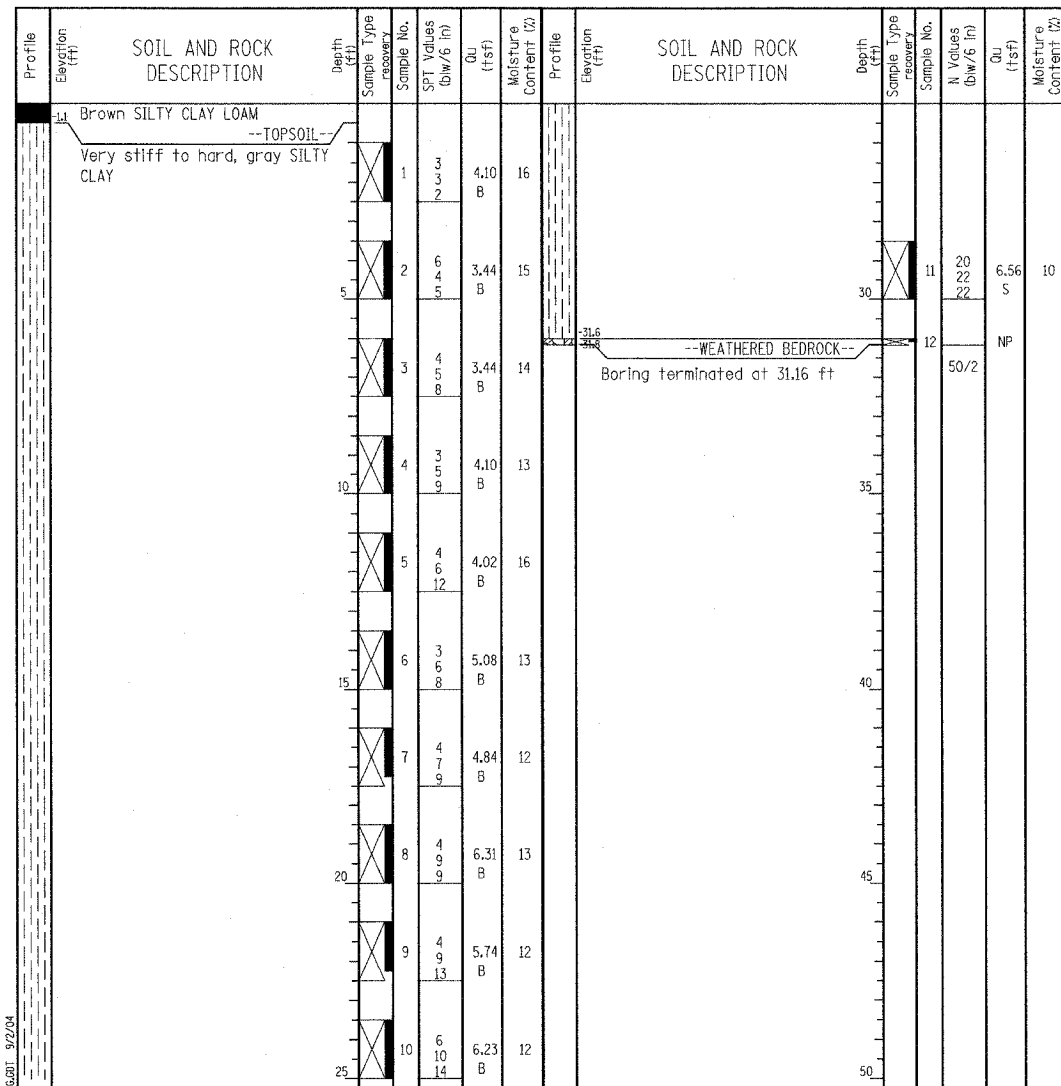 Profile
Elevation (ft)
SOIL AND ROCK
DESCRIPTION
Depth (ft)
Sample Type
recovery
Sample No.
SPT Values
(blw/6 in)
Qu
(tsf)
Moisture
Content (%)
Profile
Elevation (ft)
SOIL AND ROCK
DESCRIPTION
Depth (ft)
Sample Type
recovery
Sample No.
N Values
(blw/6 in)
Qu
(tsf)
Moisture
Content (%)
-1.1 Brown SILTY CLAY LOAM
--TOPSOIL--
Very stiff to hard, gray SILTY
CLAY
1 3 3 2 4.10 B 16
2 6 4 5 3.44 B 15
5
3 4 5 8 3.44 B 14
4 3 5 9 4.10 B 13
10
5 4 6 12 4.02 B 16
6 3 6 8 5.08 B 13
15
7 4 7 9 4.84 B 12
8 4 9 9 6.31 B 13
20
9 4 9 13 5.74 B 12
10 6 10 14 6.23 B 12
25
11 20 22 22 6.56 S 10
30
-31.6
-31.8
--WEATHERED BEDROCK--
12 50/2 NP
Boring terminated at 31.16 ft
35
40
45
50
G.GDT 9/2/04